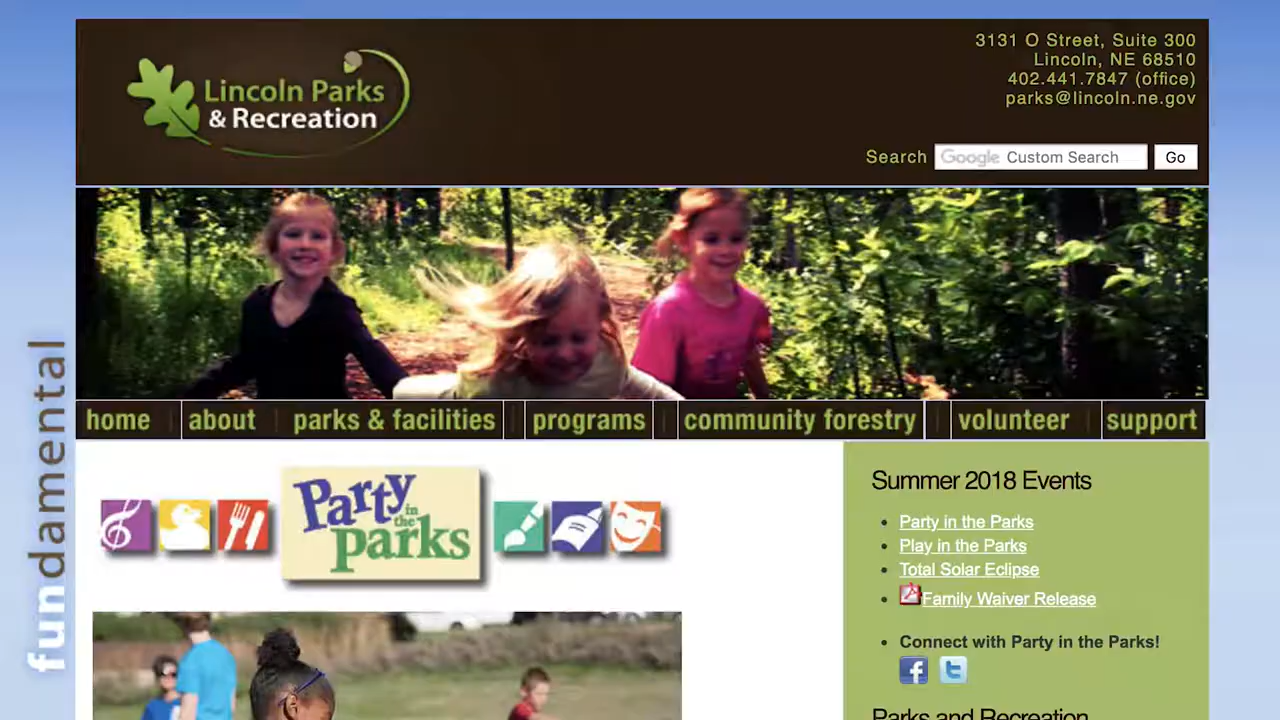 3131 O Street, Suite 300
Lincoln, NE 68510
402.441.7847 (office)
parks@lincoln.ne.gov
Lincoln Parks
& Recreation
Search Google Custom Search Go
home about parks & facilities programs community forestry volunteer support
fundamental
Party in the parks
Summer 2018 Events
Party in the Parks
Play in the Parks
Total Solar Eclipse
Family Waiver Release
Connect with Party in the Parks!
Parks and Recreation